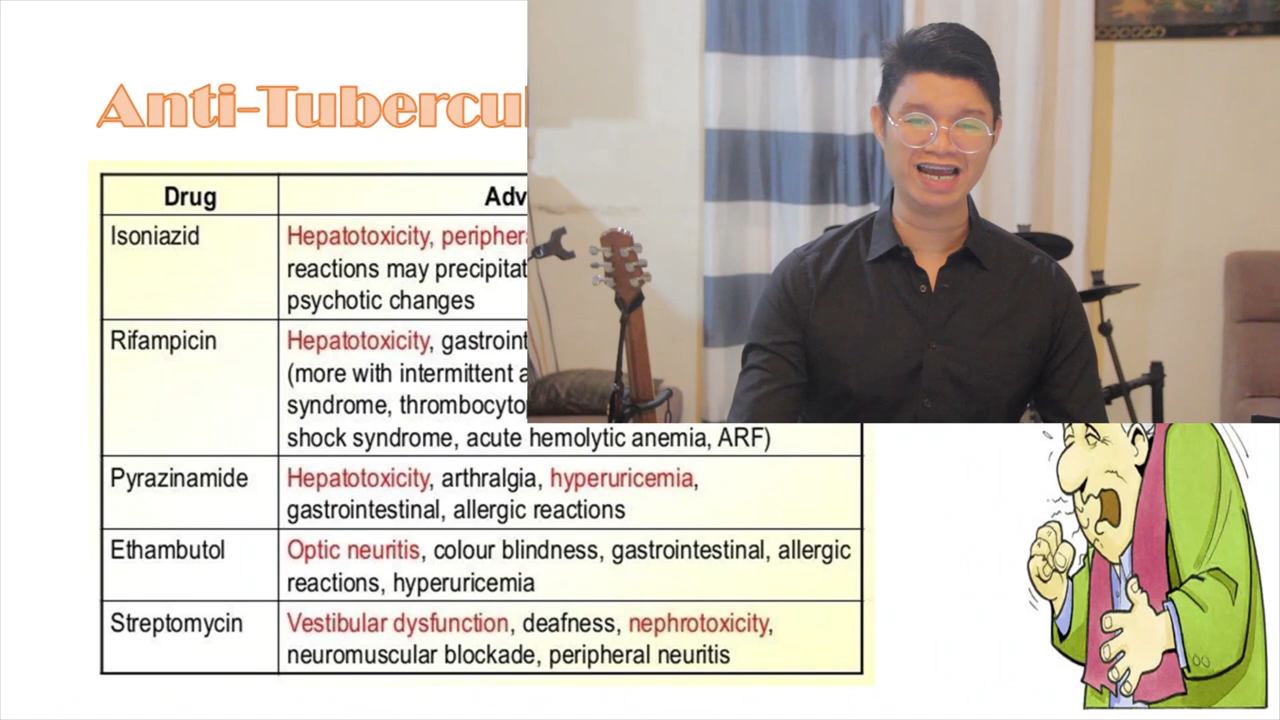 Anti-Tubercul
Drug
Adv
Isoniazid
Hepatotoxicity, peripher
reactions may precipitat
psychotic changes
Rifampicin
Hepatotoxicity, gastroint
(more with intermittent a
syndrome, thrombocyto
shock syndrome, acute hemolytic anemia, ARF)
Pyrazinamide
Hepatotoxicity, arthralgia, hyperuricemia,
gastrointestinal, allergic reactions
Ethambutol
Optic neuritis, colour blindness, gastrointestinal, allergic
reactions, hyperuricemia
Streptomycin
Vestibular dysfunction, deafness, nephrotoxicity,
neuromuscular blockade, peripheral neuritis